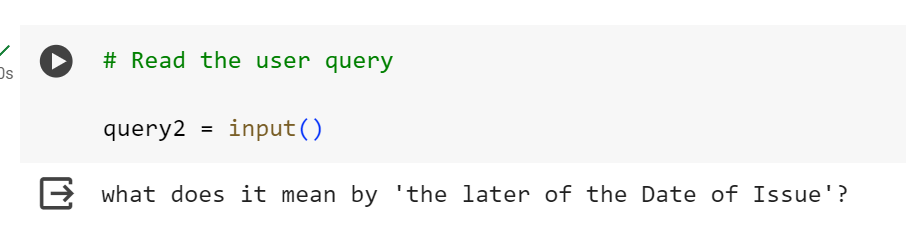 # Read the user query
0s
query2 = input()
what does it mean by 'the later of the Date of Issue'?